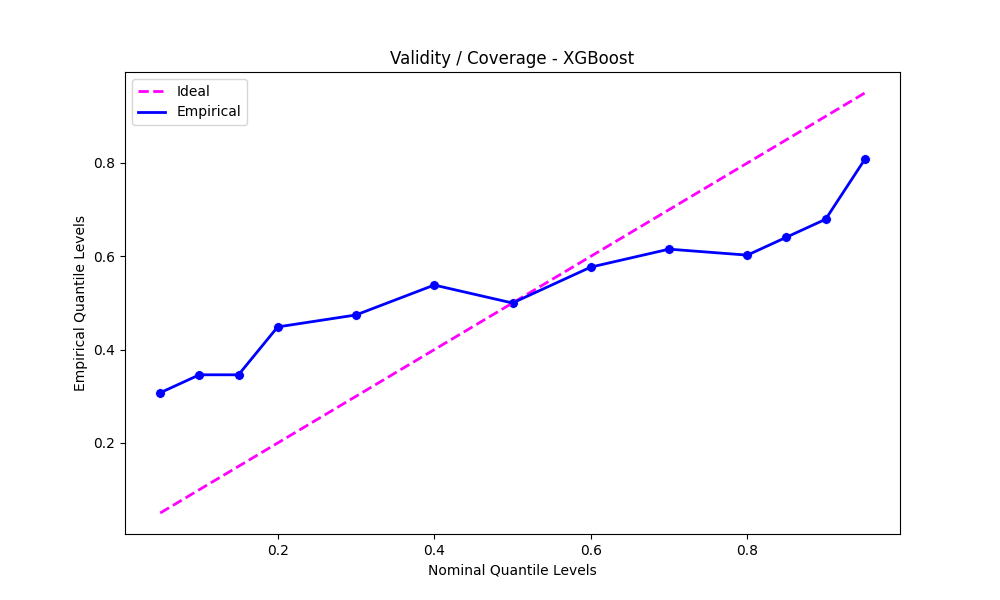 Validity / Coverage - XGBoost
Ideal
Empirical
Empirical Quantile Levels
0.8
0.6
0.4
0.2
0.2
0.4
0.6
0.8
Nominal Quantile Levels